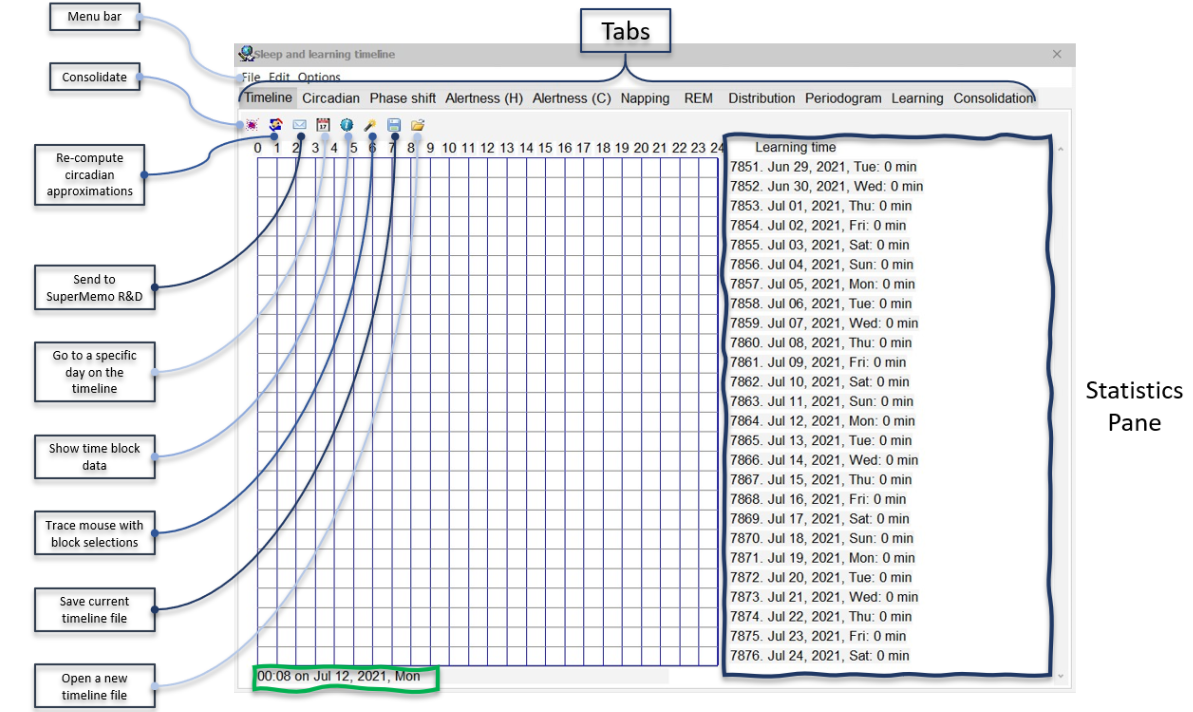 Menu bar
Tabs
Sleep and learning timeline
Consolidate
File Edit Options
Timeline Circadian Phase shift Alertness (H) Alertness (C) Napping REM Distribution Periodogram Learning Consolidation
17
0 1 2 3 4 5 6 7 8 9 10 11 12 13 14 15 16 17 18 19 20 21 22 23 24
Re-compute
circadian
approximations
Send to
SuperMemo R&D
Go to a specific
day on the
timeline
Show time block
data
Trace mouse with
block selections
Save current
timeline file
Open a new
timeline file
Learning time
7851. Jun 29, 2021, Tue: 0 min
7852. Jun 30, 2021, Wed: 0 min
7853. Jul 01, 2021, Thu: 0 min
7854. Jul 02, 2021, Fri: 0 min
7855. Jul 03, 2021, Sat: 0 min
7856. Jul 04, 2021, Sun: 0 min
7857. Jul 05, 2021, Mon: 0 min
7858. Jul 06, 2021, Tue: 0 min
7859. Jul 07, 2021, Wed: 0 min
7860. Jul 08, 2021, Thu: 0 min
7861. Jul 09, 2021, Fri: 0 min
7862. Jul 10, 2021, Sat: 0 min
7863. Jul 11, 2021, Sun: 0 min
7864. Jul 12, 2021, Mon: 0 min
7865. Jul 13, 2021, Tue: 0 min
7866. Jul 14, 2021, Wed: 0 min
7867. Jul 15, 2021, Thu: 0 min
7868. Jul 16, 2021, Fri: 0 min
7869. Jul 17, 2021, Sat: 0 min
7870. Jul 18, 2021, Sun: 0 min
7871. Jul 19, 2021, Mon: 0 min
7872. Jul 20, 2021, Tue: 0 min
7873. Jul 21, 2021, Wed: 0 min
7874. Jul 22, 2021, Thu: 0 min
7875. Jul 23, 2021, Fri: 0 min
7876. Jul 24, 2021, Sat: 0 min
Statistics
Pane
00:08 on Jul 12, 2021, Mon